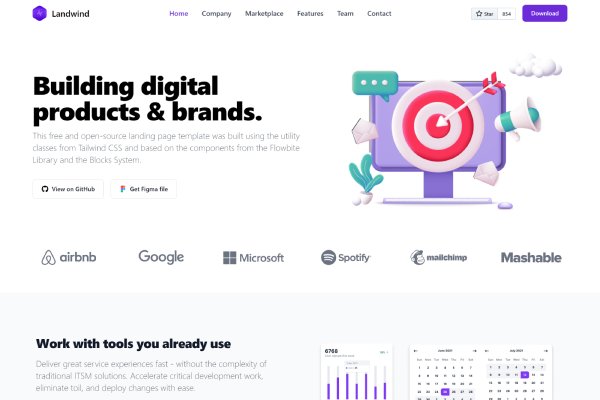 Landwind
Home Company Marketplace Features Team Contact
Star 854
Download
Building digital
products & brands.
This free and open-source landing page template was built using the utility
classes from Tailwind CSS and based on the components from the Flowbite
Library and the Blocks System.
View on GitHub
Get Figma file
airbnb Google Microsoft Spotify mailchimp Mashable
Work with tools you already use
Deliver great service experiences fast - without the complexity of
traditional ITSM solutions. Accelerate critical development work,
eliminate toil, and deploy changes with ease.
6768
June 2021
July 2021